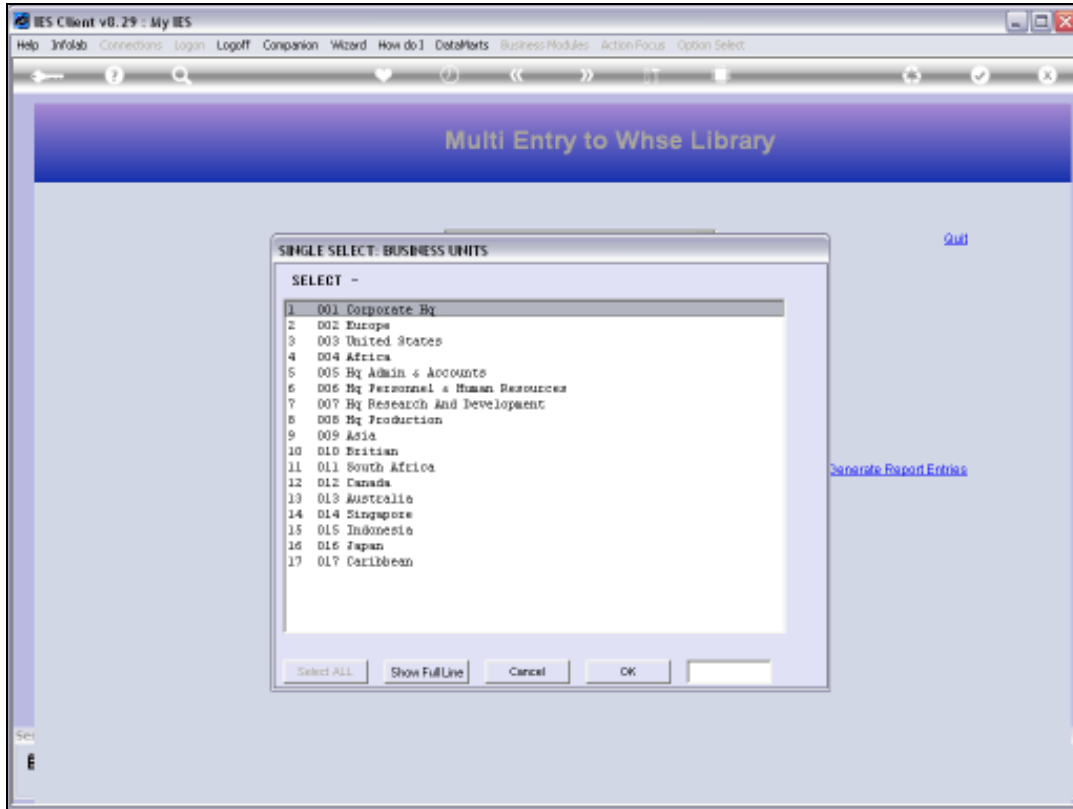 IES Client v8.29 : My IES
Help Infolab Connections Logon Logoff Companion Wizard How do I DataMarts Business Modules Action Focus Option Select
Multi Entry to Whse Library
Quit
SINGLE SELECT: BUSINESS UNITS
SELECT -
1 001 Corporate Hq
2 002 Europe
3 003 United States
4 004 Africa
5 005 Hq Admin & Accounts
6 006 Hq Personnel & Human Resources
7 007 Hq Research And Development
8 008 Hq Production
9 009 Asia
10 010 Britian
11 011 South Africa
12 012 Canada
13 013 Australia
14 014 Singapore
15 015 Indonesia
16 016 Japan
17 017 Caribbean
Generate Report Entries
Select ALL Show Full Line Cancel OK
Ses